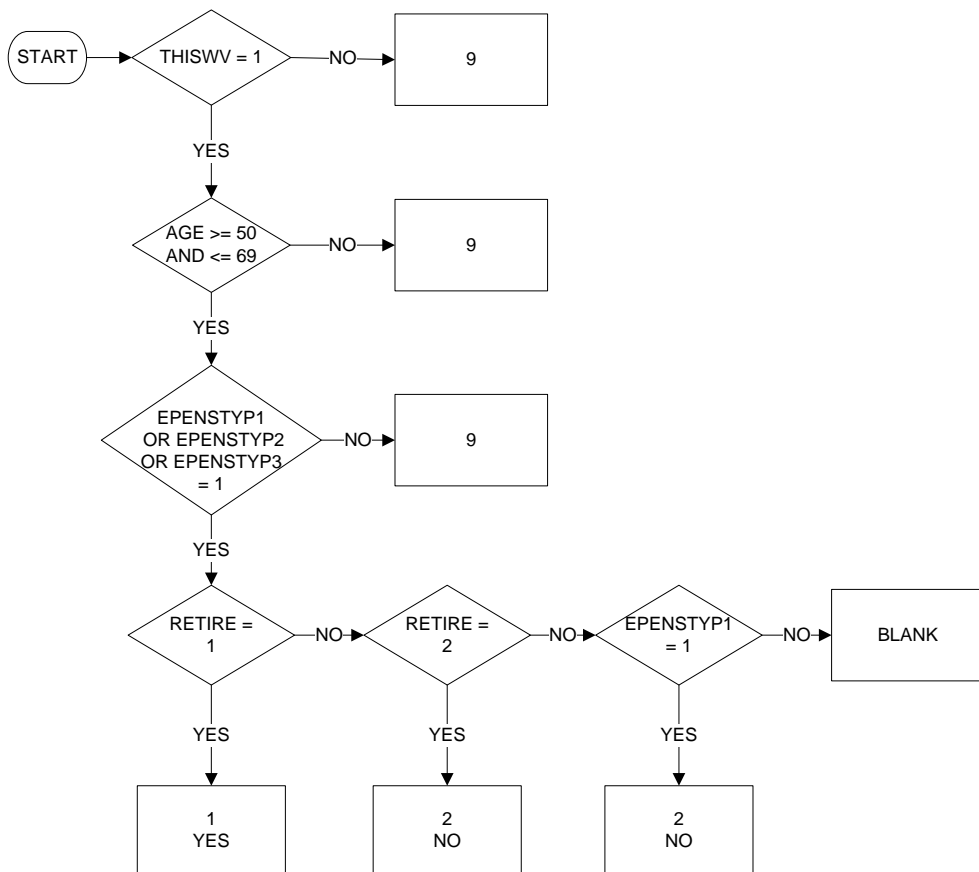 START
THISWV = 1
NO
9
YES
AGE >= 50
AND <= 69
NO
9
YES
EPENSTYP1
OR EPENSTYP2
OR EPENSTYP3
= 1
NO
9
YES
RETIRE =
1
NO
RETIRE =
2
NO
EPENSTYP1
= 1
NO
BLANK
YES
YES
YES
1
YES
2
NO
2
NO